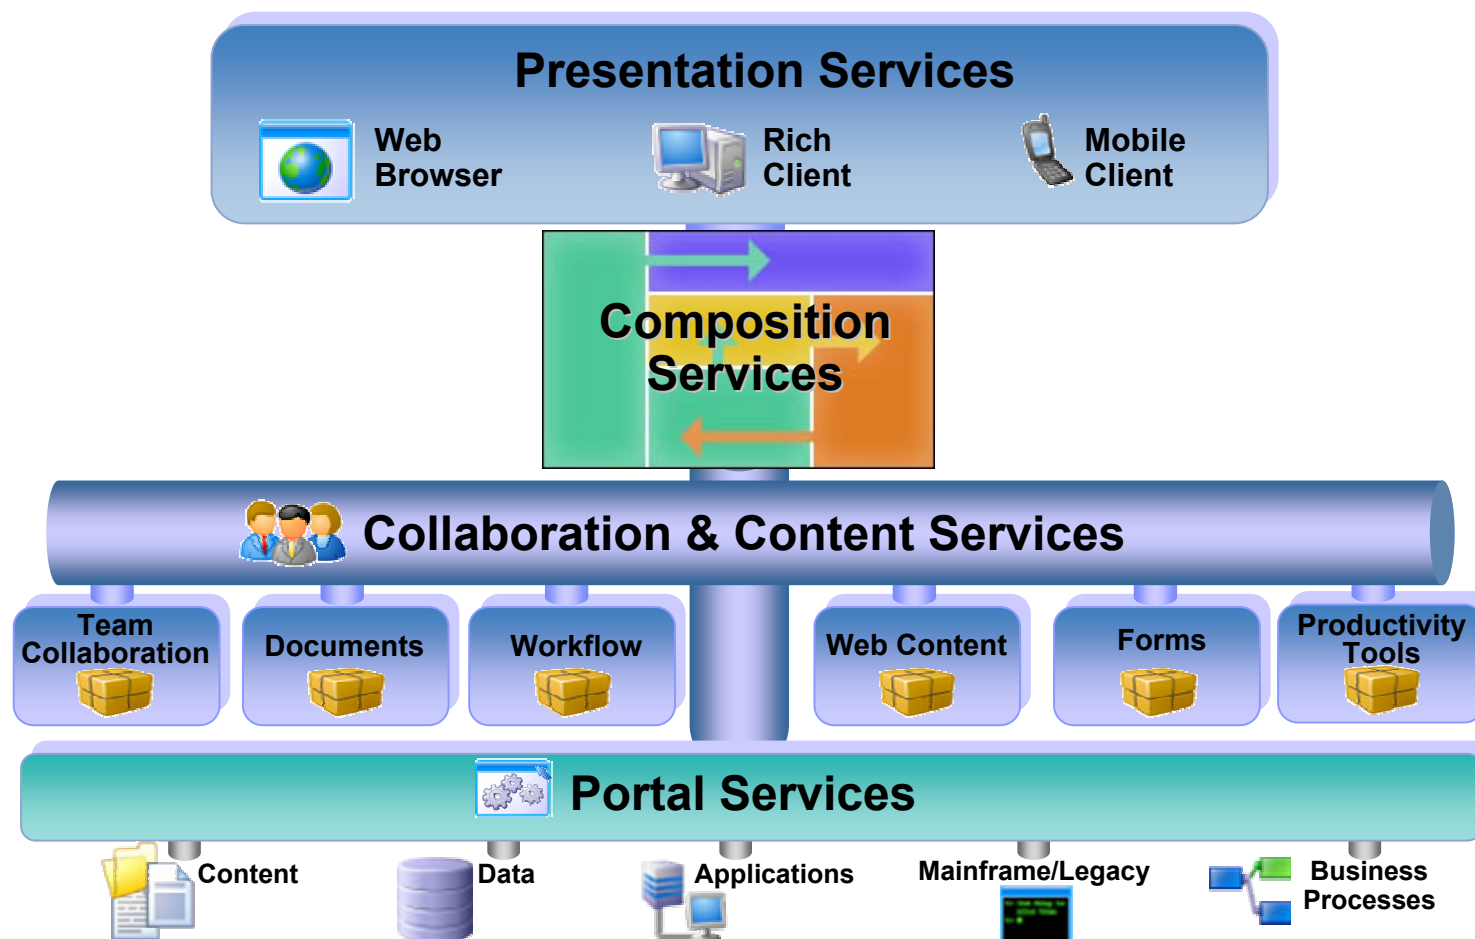 Presentation Services
Web
Browser
Rich
Client
Mobile
Client
Composition
Services
Collaboration & Content Services
Team
Collaboration
Documents
Workflow
Web Content
Forms
Productivity
Tools
Portal Services
Content
Data
Applications
Mainframe/Legacy
Business
Processes